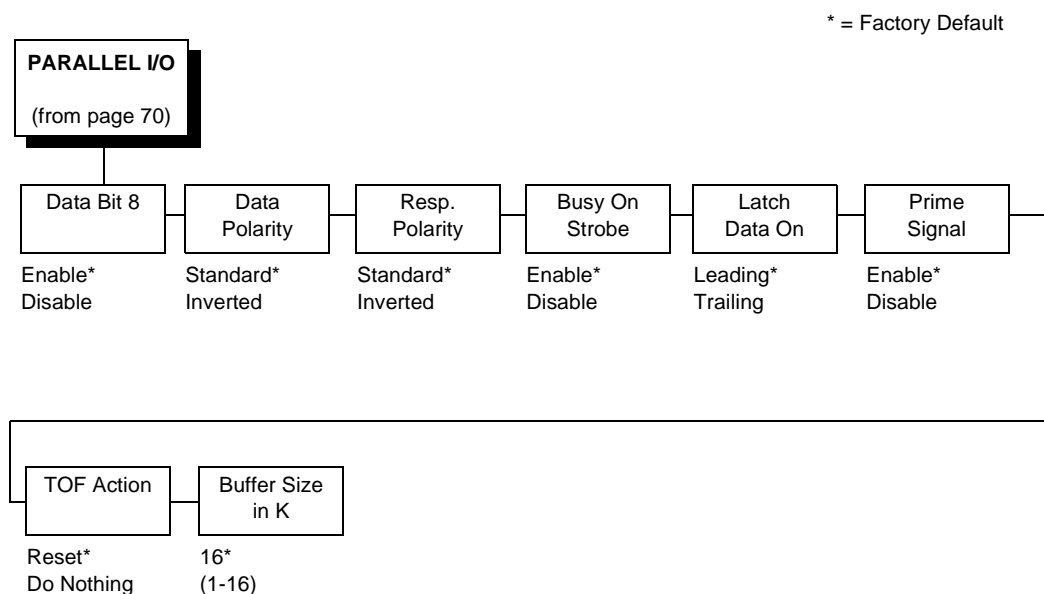 * = Factory Default
PARALLEL I/O
(from page 70)
Data Bit 8
Enable*
Disable
Data
Polarity
Standard*
Inverted
Resp.
Polarity
Standard*
Inverted
Busy On
Strobe
Enable*
Disable
Latch
Data On
Leading*
Trailing
Prime
Signal
Enable*
Disable
TOF Action
Reset*
Do Nothing
Buffer Size
in K
16*
(1-16)